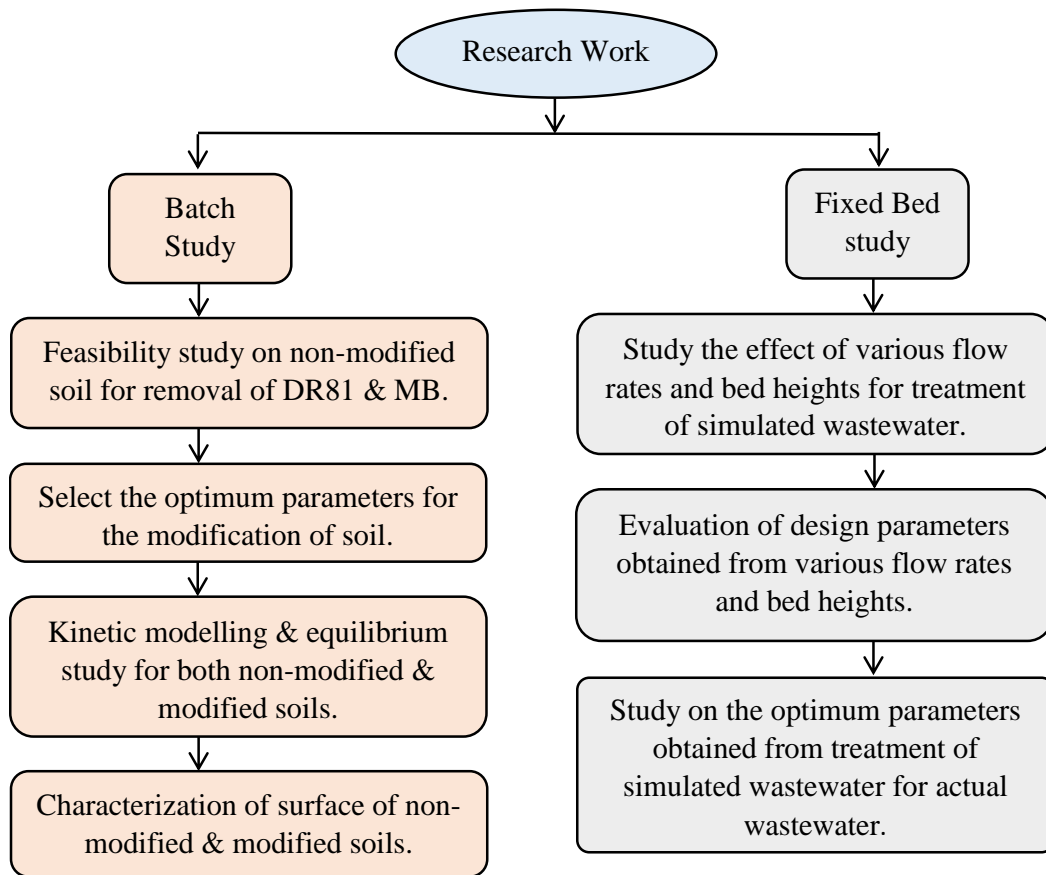 Research Work
Batch
Study
Feasibility study on non-modified
soil for removal of DR81 & MB.
Select the optimum parameters for
the modification of soil.
Kinetic modelling & equilibrium
study for both non-modified &
modified soils.
Characterization of surface of non-
modified & modified soils.
Fixed Bed
study
Study the effect of various flow
rates and bed heights for treatment
of simulated wastewater.
Evaluation of design parameters
obtained from various flow rates
and bed heights.
Study on the optimum parameters
obtained from treatment of
simulated wastewater for actual
wastewater.